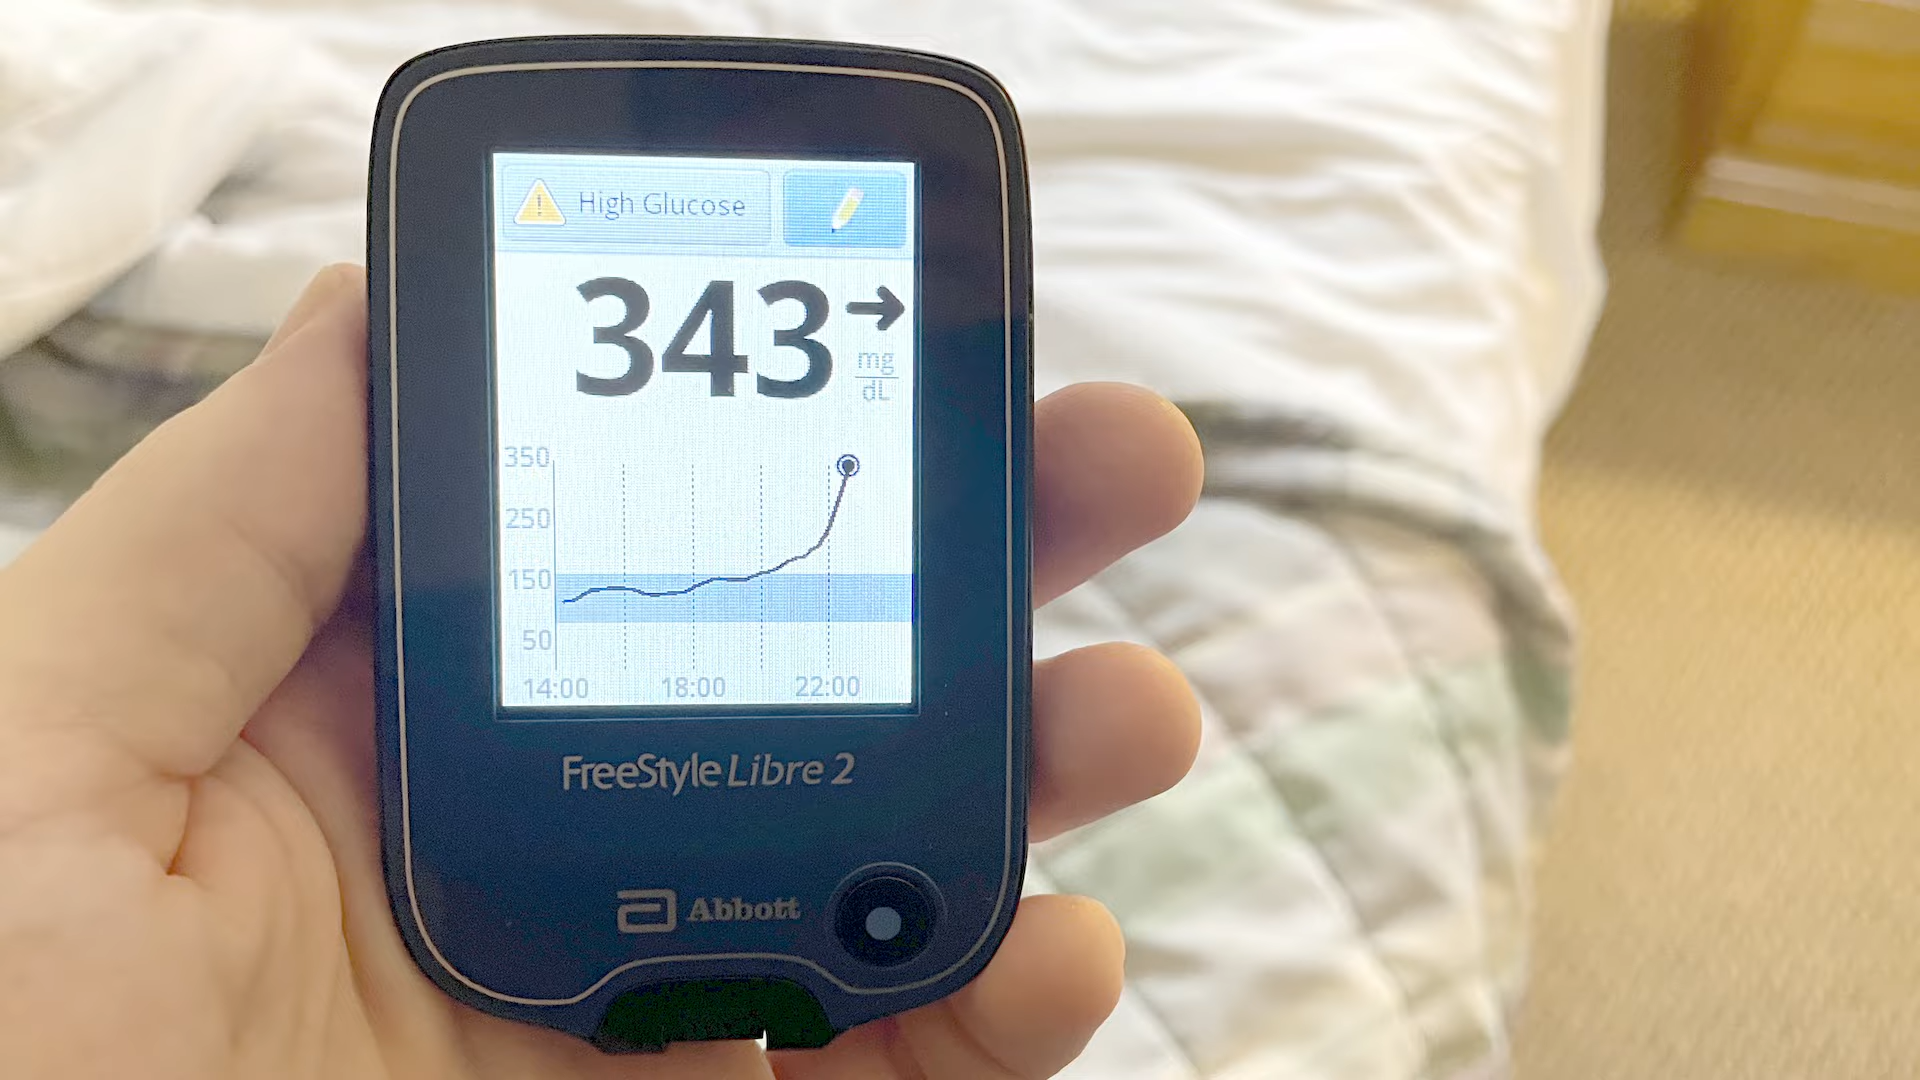 High Glucose
343 →
mg
dL
350
250
150
50
14:00 18:00 22:00
FreeStyle Libre 2
Abbott